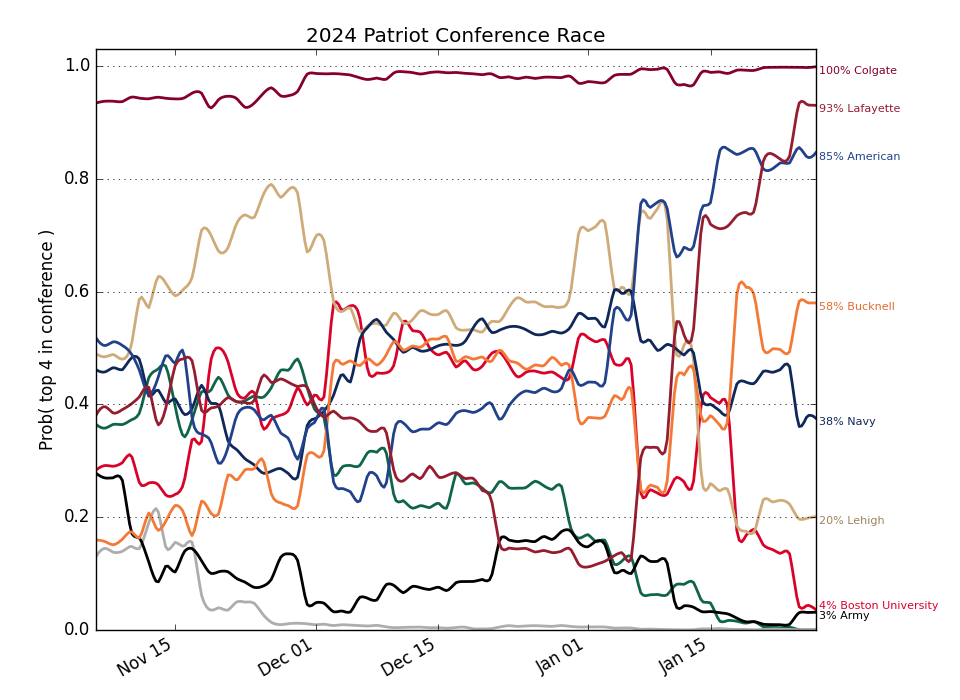 2024 Patriot Conference Race
Prob( top 4 in conference )
1.0
0.8
0.6
0.4
0.2
0.0
Nov 15
Dec 01
Dec 15
Jan 01
Jan 15
100% Colgate
93% Lafayette
85% American
58% Bucknell
38% Navy
20% Lehigh
4% Boston University
3% Army